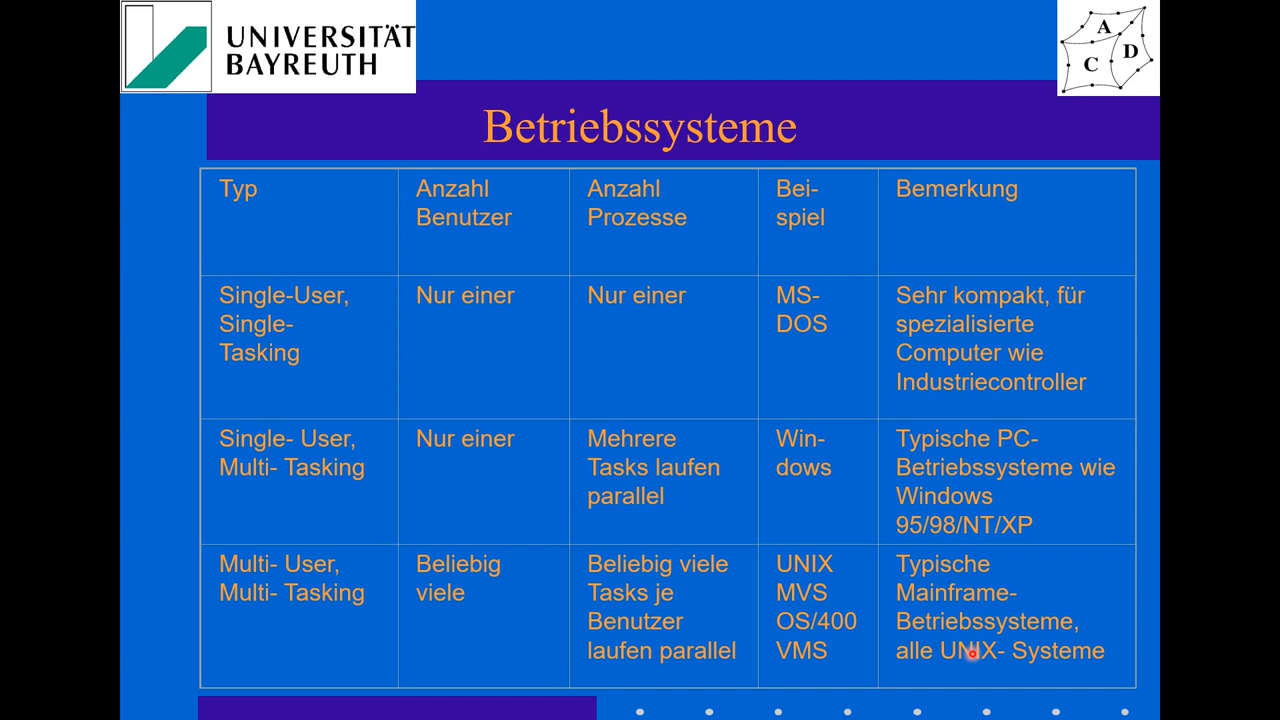 UNIVERSITÄT
BAYREUTH
A
D
C
Betriebssysteme
Typ
Anzahl
Benutzer
Anzahl
Prozesse
Bei-
spiel
Bemerkung
Single-User,
Single-
Tasking
Nur einer
Nur einer
MS-
DOS
Sehr kompakt, für
spezialisierte
Computer wie
Industriecontroller
Single- User,
Multi- Tasking
Nur einer
Mehrere
Tasks laufen
parallel
Win-
dows
Typische PC-
Betriebssysteme wie
Windows
95/98/NT/XP
Multi- User,
Multi- Tasking
Beliebig
viele
Beliebig viele
Tasks je
Benutzer
laufen parallel
UNIX
MVS
OS/400
VMS
Typische
Mainframe-
Betriebssysteme,
alle UNIX- Systeme